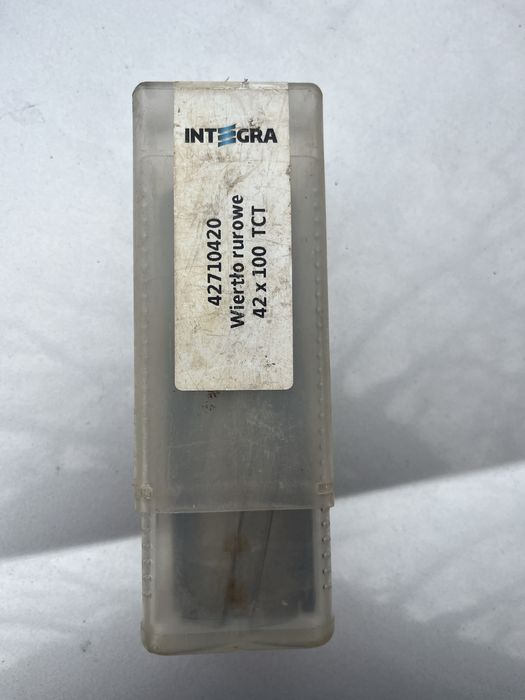 INTEGRA
42710420
Wiertło rurowe
42 x 100 TCT